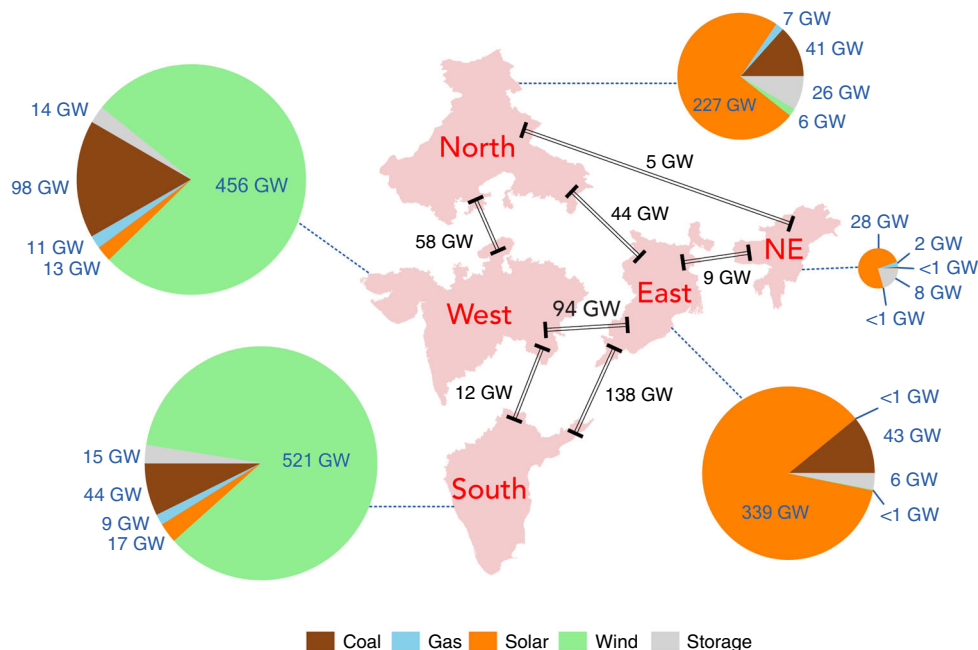 7 GW
41 GW
26 GW
6 GW
227 GW
14 GW
98 GW
11 GW
13 GW
456 GW
North
5 GW
44 GW
58 GW
28 GW
2 GW
<1 GW
8 GW
<1 GW
NE
9 GW
East
West
94 GW
12 GW
138 GW
15 GW
44 GW
9 GW
17 GW
521 GW
South
<1 GW
43 GW
6 GW
<1 GW
339 GW
Coal Gas Solar Wind Storage